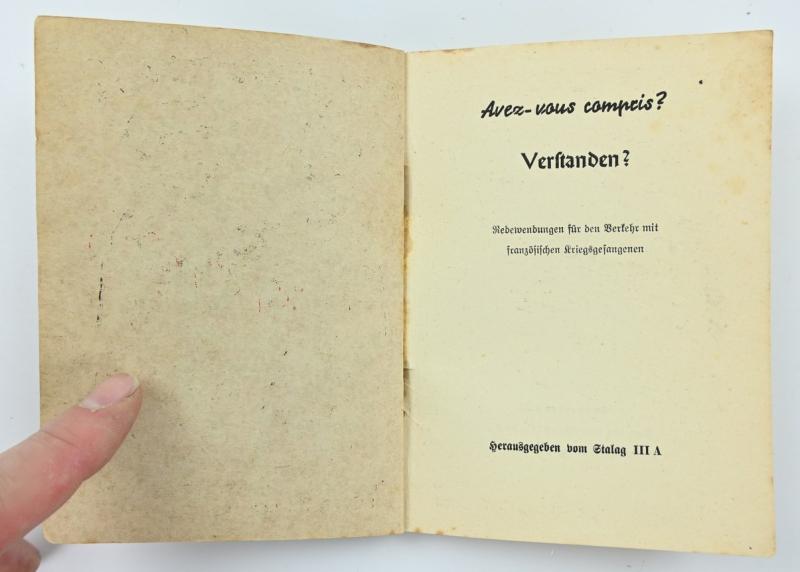 Avez-vous compris?
Verſtanden?
Redewendungen für den Verkehr mit
franzöſiſchen Kriegsgefangenen
Herausgegeben vom Stalag III A